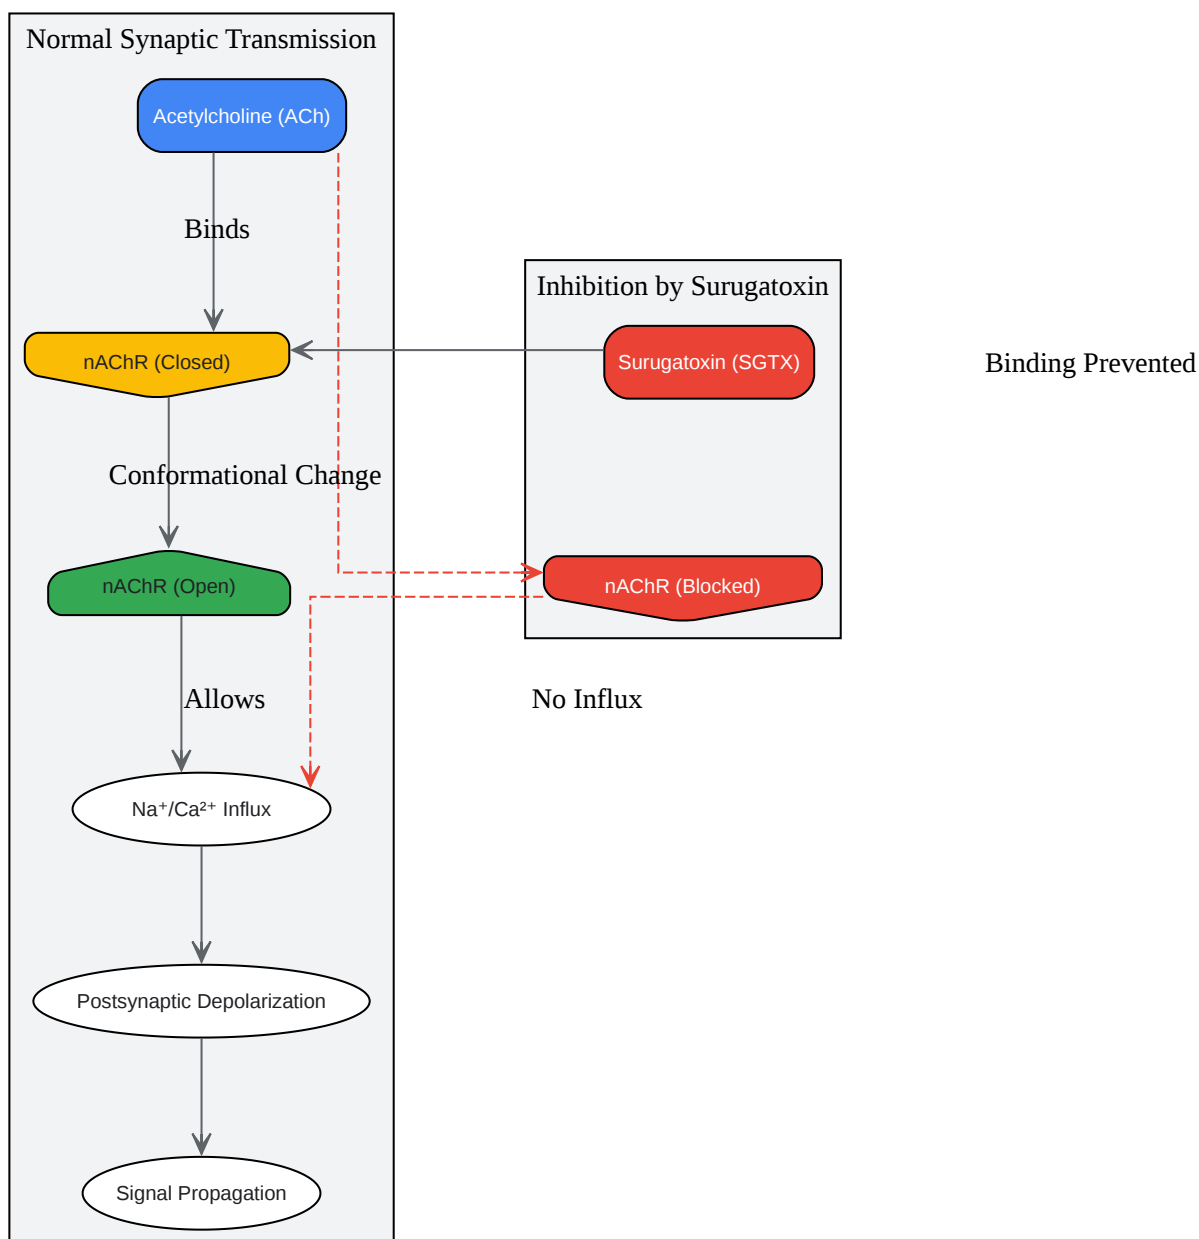 Normal Synaptic Transmission
Acetylcholine (ACh)
Binds
Inhibition by Surugatoxin
nAChR (Closed)
Surugatoxin (SGTX)
Binding Prevented
Conformational Change
nAChR (Open)
nAChR (Blocked)
Allows
No Influx
Na⁺/Ca²⁺ Influx
Postsynaptic Depolarization
Signal Propagation